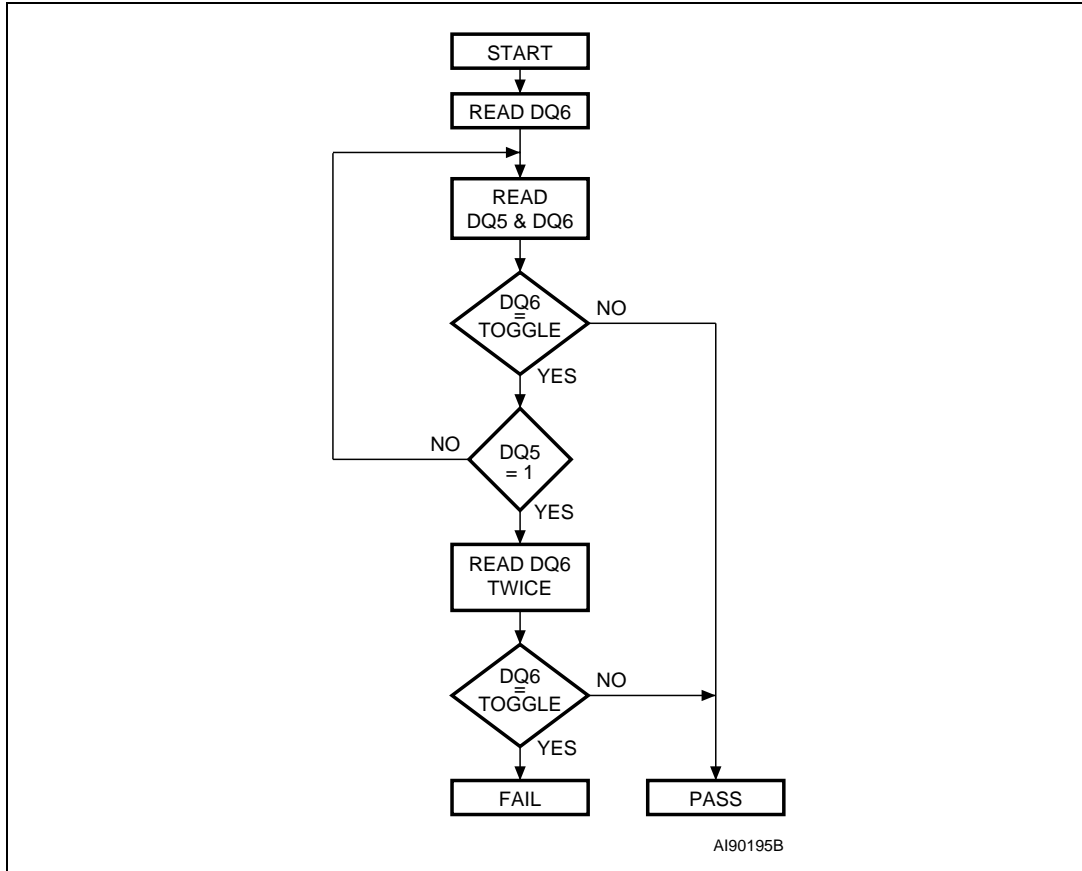 START
READ DQ6
READ
DQ5 & DQ6
DQ6
=
TOGGLE
NO
YES
NO
DQ5
= 1
YES
READ DQ6
TWICE
DQ6
=
TOGGLE
NO
YES
FAIL
PASS
AI90195B